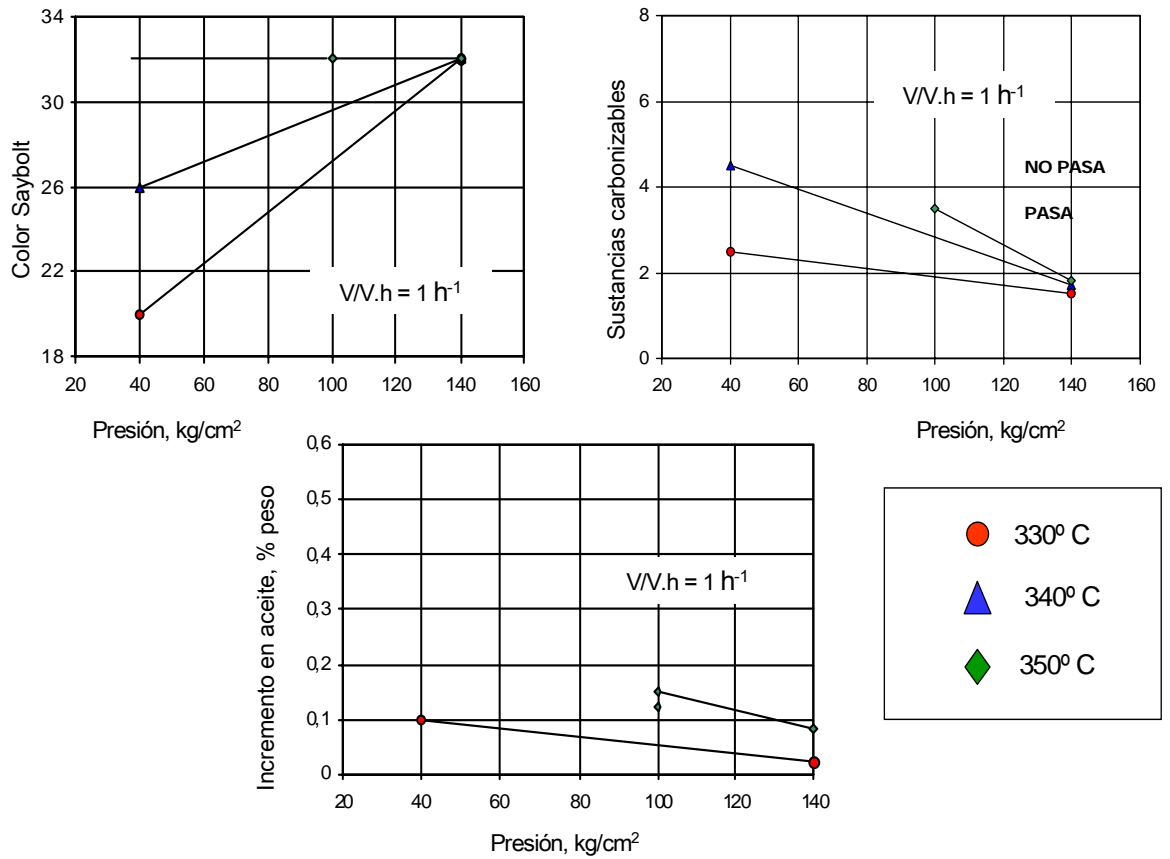 34
30
26
22
18
Color Saybolt
V/V.h = 1 h-1
20 40 60 80 100 120 140 160
Presión, kg/cm2
8
6
4
2
0
Sustancias carbonizables
V/V.h = 1 h-1
NO PASA
PASA
20 40 60 80 100 120 140 160
Presión, kg/cm2
0,6
0,5
0,4
0,3
0,2
0,1
0
Incremento en aceite, % peso
V/V.h = 1 h-1
20 40 60 80 100 120 140
Presión, kg/cm2
330º C
340º C
350º C